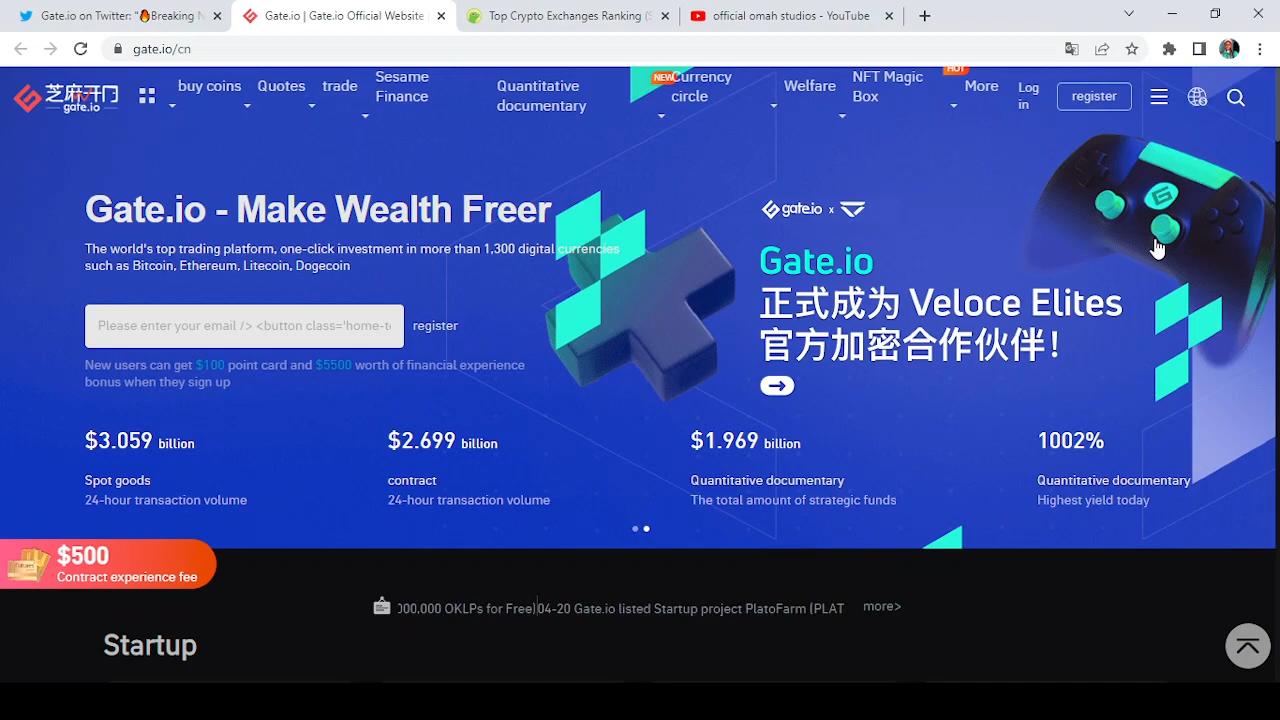 Gate.io on Twitter: "🔥Breaking N
Gate.io | Gate.io Official Website
Top Crypto Exchanges Ranking (S
official omah studios - YouTube
gate.io/cn
芝麻开门
gate.io
buy coins
Quotes
trade
Sesame
Finance
Quantitative
documentary
NEW
Currency
circle
Welfare
NFT Magic
Box
HOT
More
Log
in
register
Gate.io - Make Wealth Freer
The world's top trading platform, one-click investment in more than 1,300 digital currencies
such as Bitcoin, Ethereum, Litecoin, Dogecoin
Please enter your email /> <button class='home-t
register
New users can get $100 point card and $5500 worth of financial experience
bonus when they sign up
gate.io x
Gate.io
正式成为 Veloce Elites
官方加密合作伙伴!
$3.059 billion
Spot goods
24-hour transaction volume
$2.699 billion
contract
24-hour transaction volume
$1.969 billion
Quantitative documentary
The total amount of strategic funds
1002%
Quantitative documentary
Highest yield today
$500
Contract experience fee
000,000 OKLPs for Free)
04-20 Gate.io listed Startup project PlatoFarm (PLAT
more>
Startup